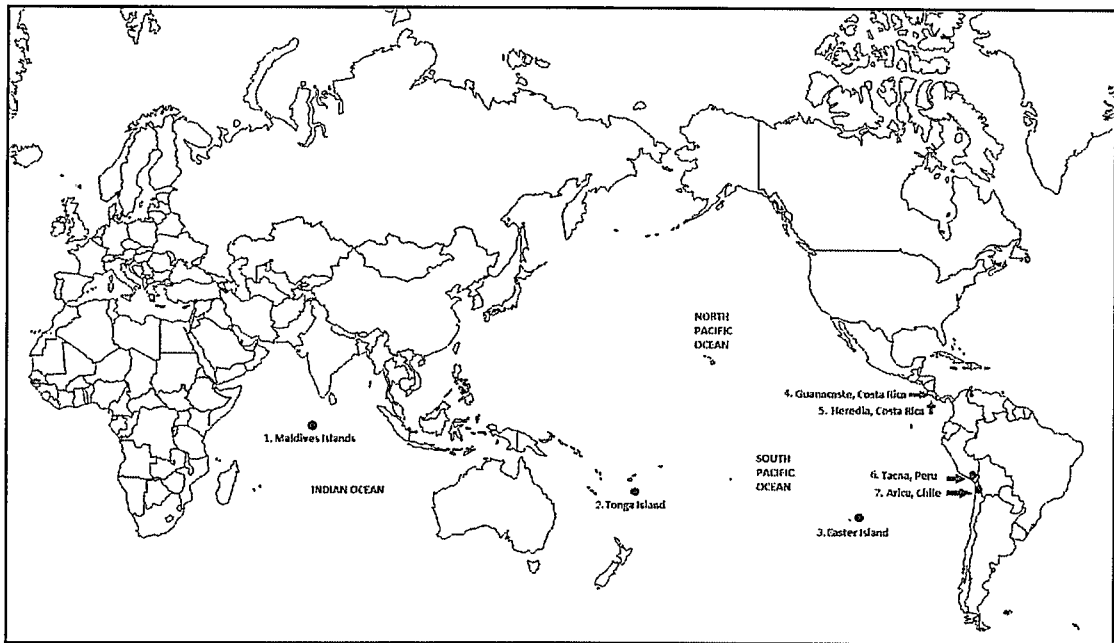 NORTH
PACIFIC
OCEAN
4. Guanacaste, Costa Rica
5. Heredia, Costa Rica
1. Maldives Islands
INDIAN OCEAN
SOUTH
PACIFIC
OCEAN
6. Tacna, Peru
7. Arica, Chile
2. Tonga Island
3. Easter Island